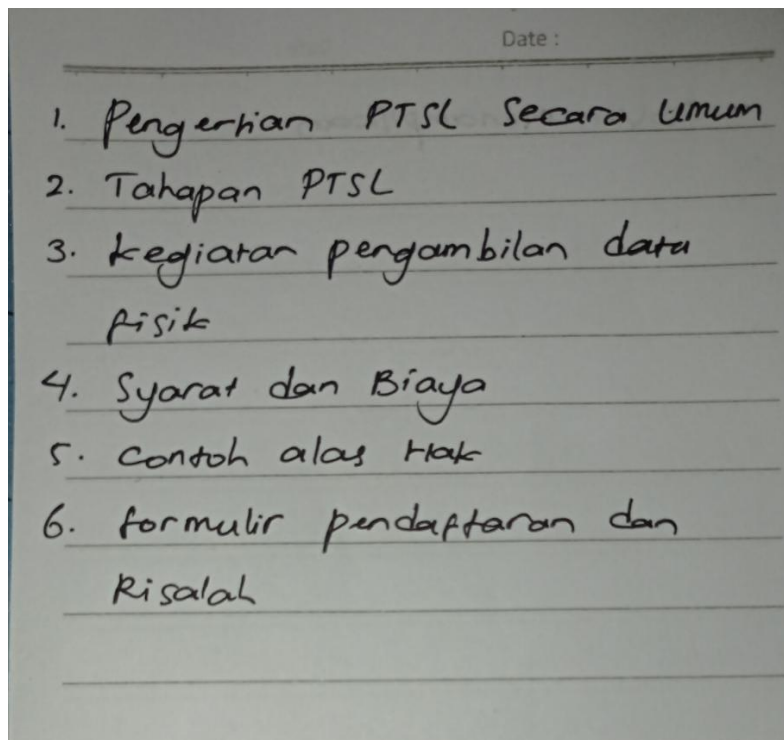 Date :
1. Pengertian PTSL Secara Umum
2. Tahapan PTSL
3. kegiatan pengambilan data
fisik
4. Syarat dan Biaya
5. Contoh alas Hak
6. formulir pendaftaran dan
Risalah